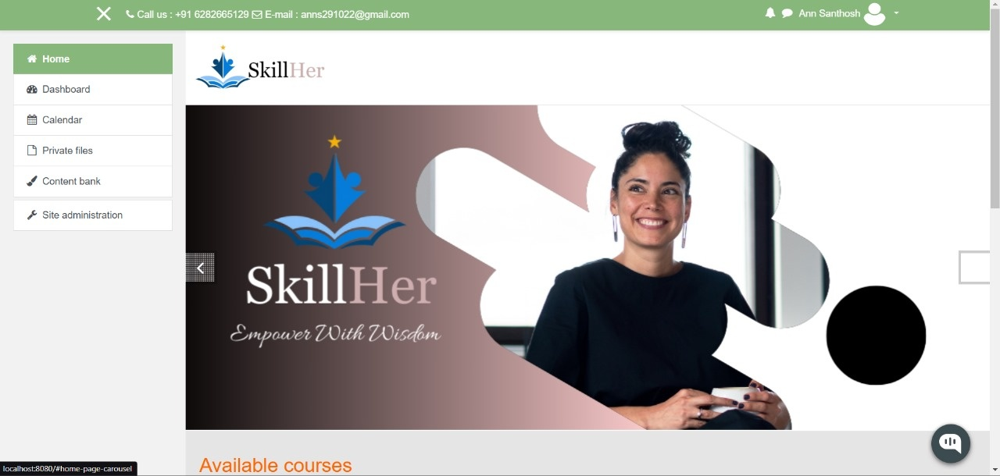 Call us : +91 6282665129 E-mail : anns291022@gmail.com
Ann Santhosh
Home
Dashboard
Calendar
Private files
Content bank
Site administration
SkillHer
SkillHer
Empower With Wisdom
Available courses
localhost:8080/#home-page-carousel